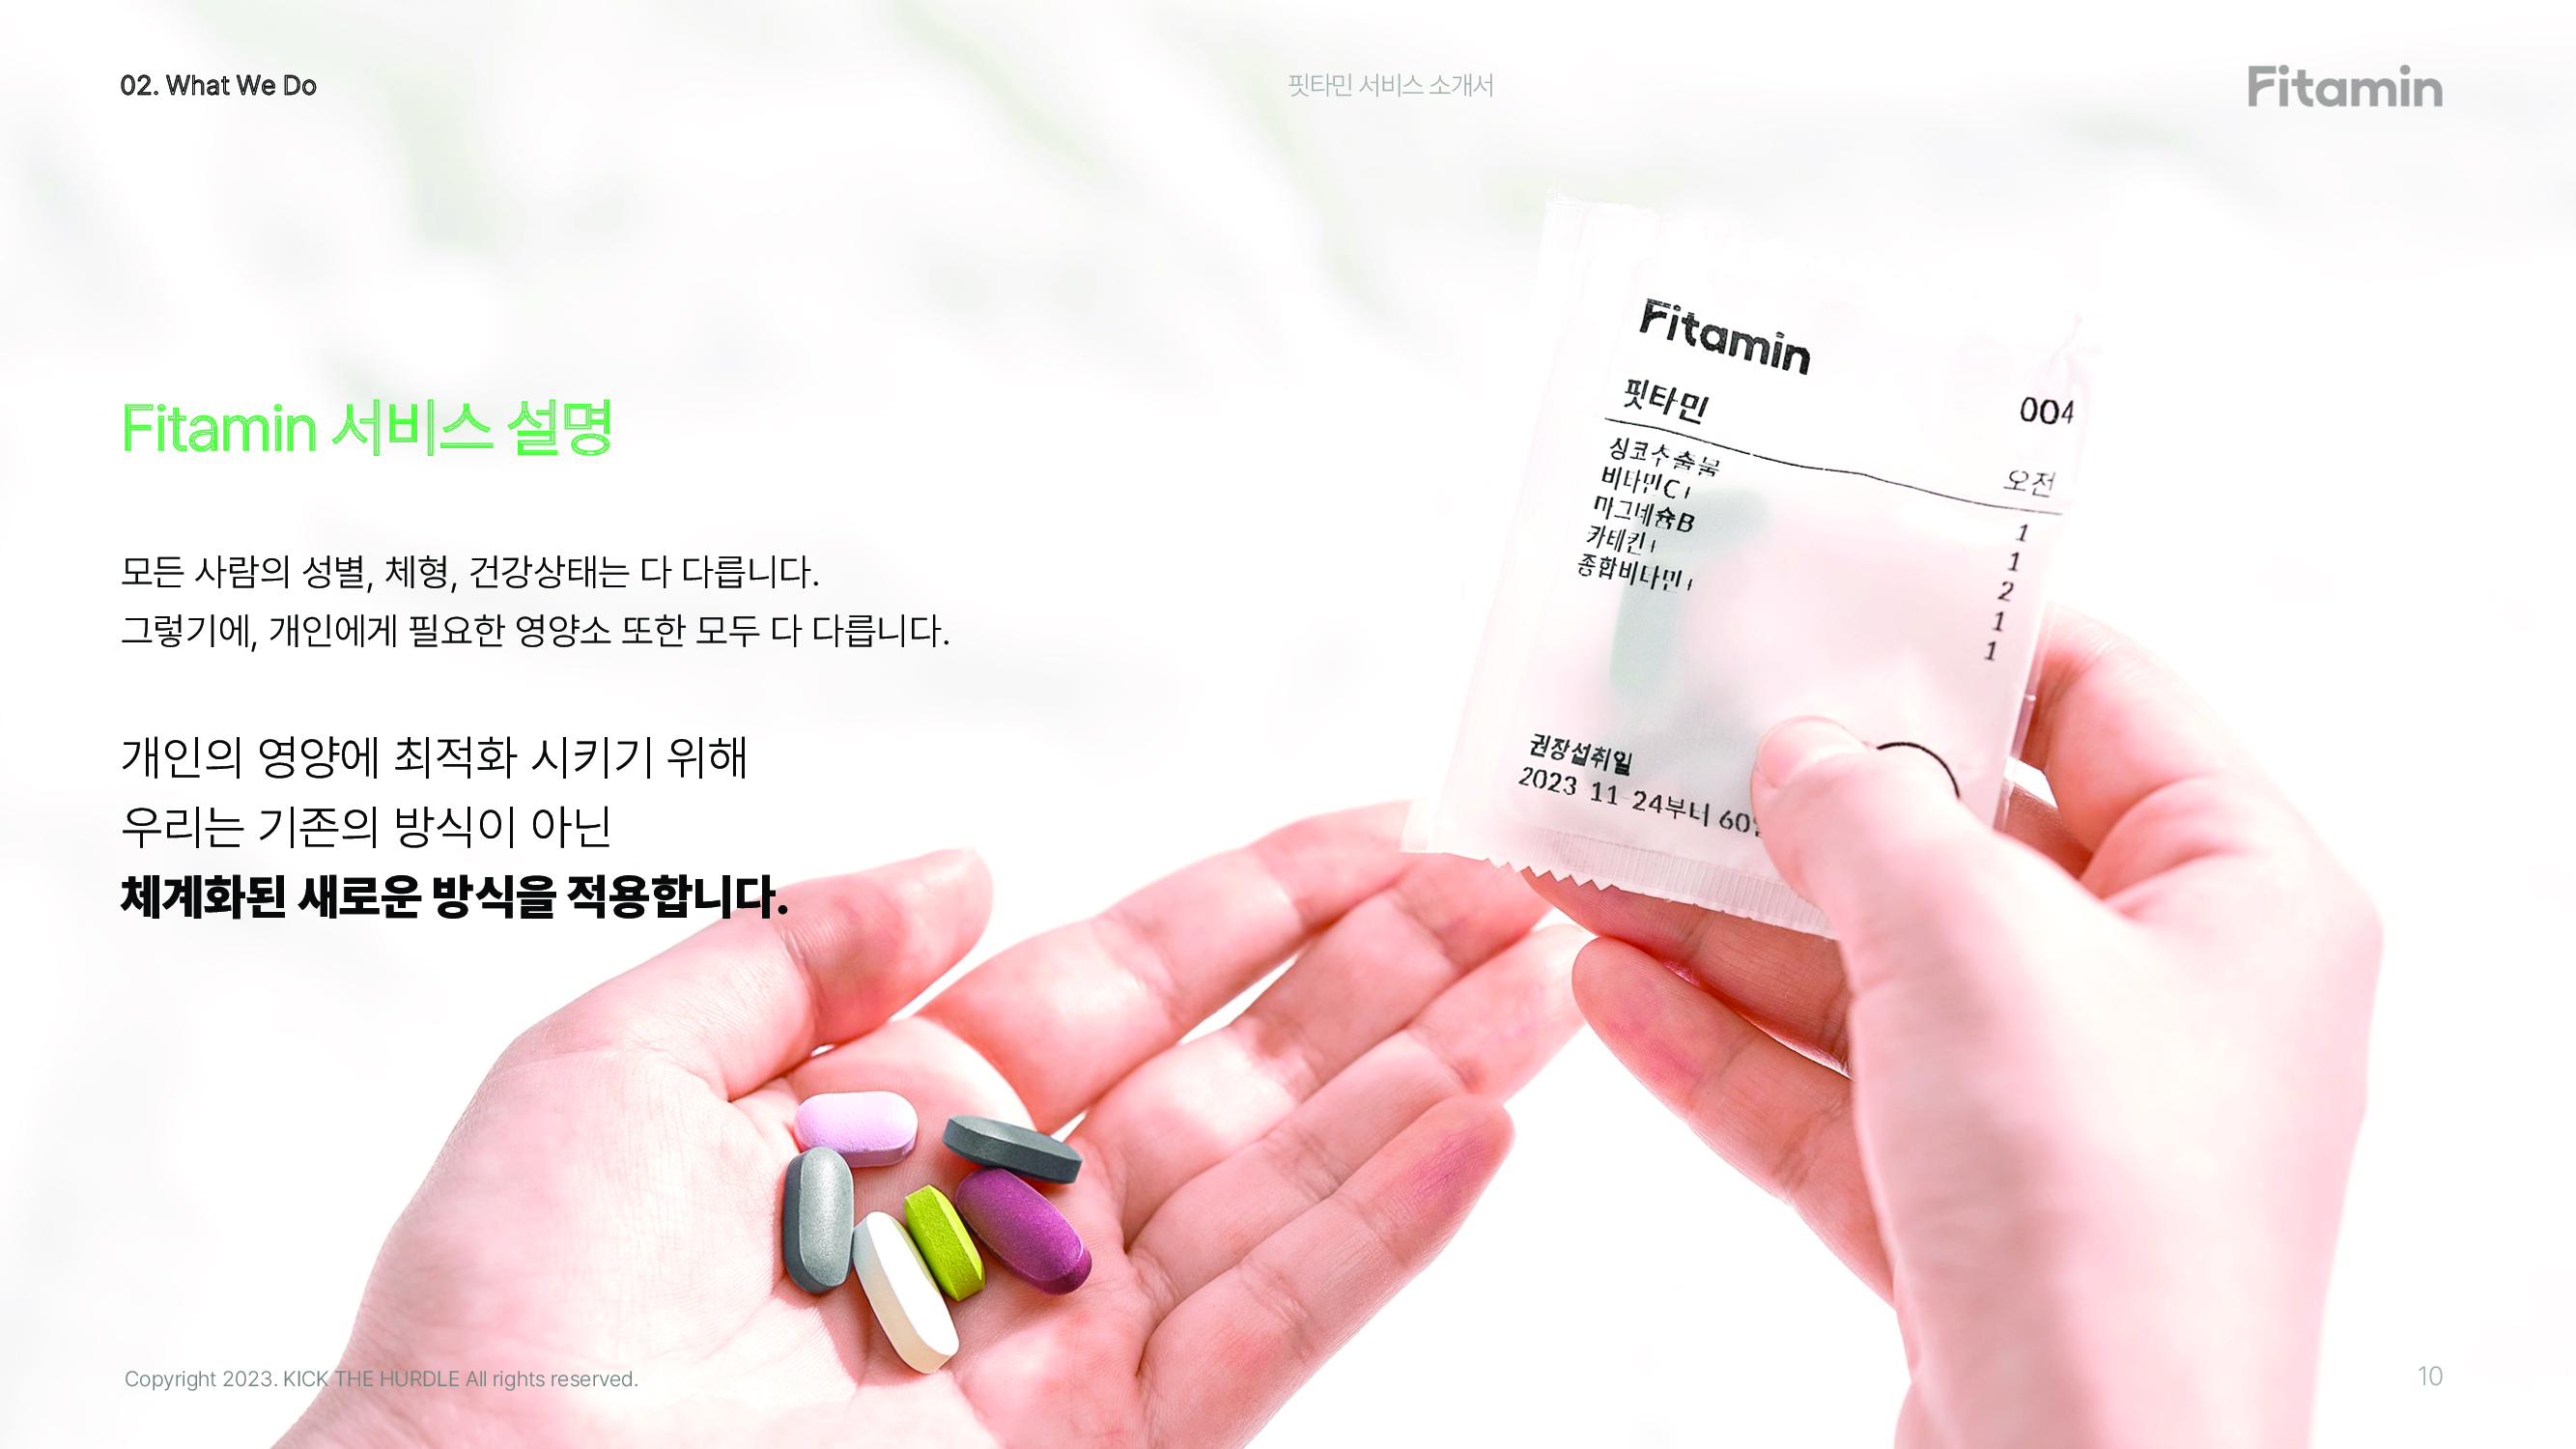 02. What We Do
핏타민 서비스 소개서
Fitamin
Fitamin 서비스 설명
모든 사람의 성별, 체형, 건강상태는 다 다릅니다.
그렇기에, 개인에게 필요한 영양소 또한 모두 다 다릅니다.
개인의 영양에 최적화 시키기 위해
우리는 기존의 방식이 아닌
체계화된 새로운 방식을 적용합니다.
Fitamin
핏타민 004
오전
싱코추출물 1
비타민C 1
마그네슘B 2
카테킨 1
종합비타민 1
권장섭취일
2023 11 24부터 60
Copyright 2023. KICK THE HURDLE All rights reserved.
10